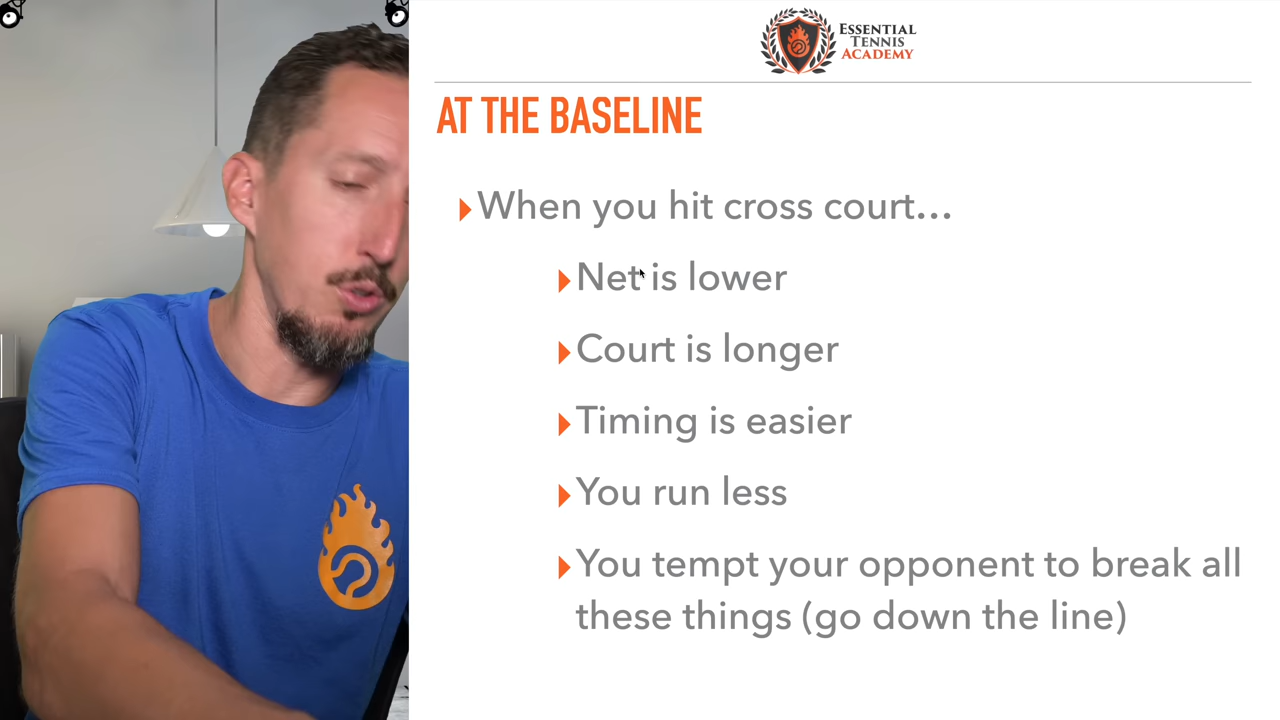 ESSENTIAL
TENNIS
ACADEMY
AT THE BASELINE
When you hit cross court...
Net is lower
Court is longer
Timing is easier
You run less
You tempt your opponent to break all
these things (go down the line)